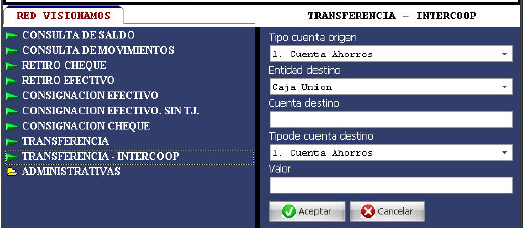 RED VISIONAMOS
CONSULTA DE SALDO
CONSULTA DE MOVIMIENTOS
RETIRO CHEQUE
RETIRO EFECTIVO
CONSIGNACION EFECTIVO
CONSIGNACION EFECTIVO. SIN T.J.
CONSIGNACION CHEQUE
TRANSFERENCIA
TRANSFERENCIA - INTERCOOP
ADMINISTRATIVAS
TRANSFERENCIA - INTERCOOP
Tipo cuenta origen
1. Cuenta Ahorros
Entidad destino
Caja Union
Cuenta destino
Tipode cuenta destino
1. Cuenta Ahorros
Valor
Aceptar
Cancelar